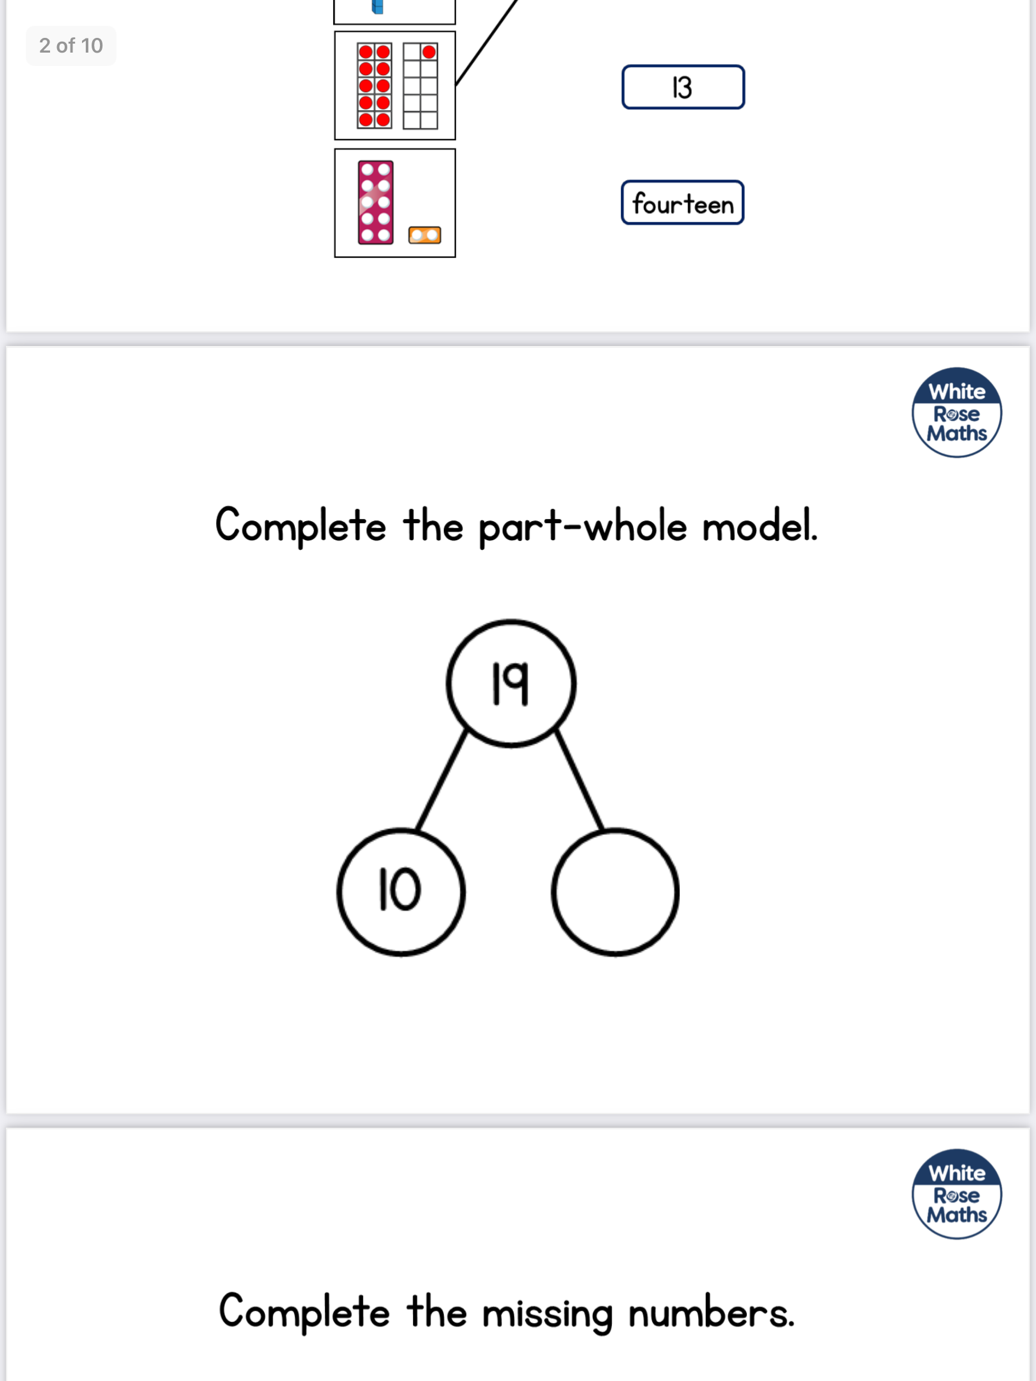 2 of 10
13
fourteen
White
Rose
Maths
Complete the part-whole model.
19
10
White
Rose
Maths
Complete the missing numbers.